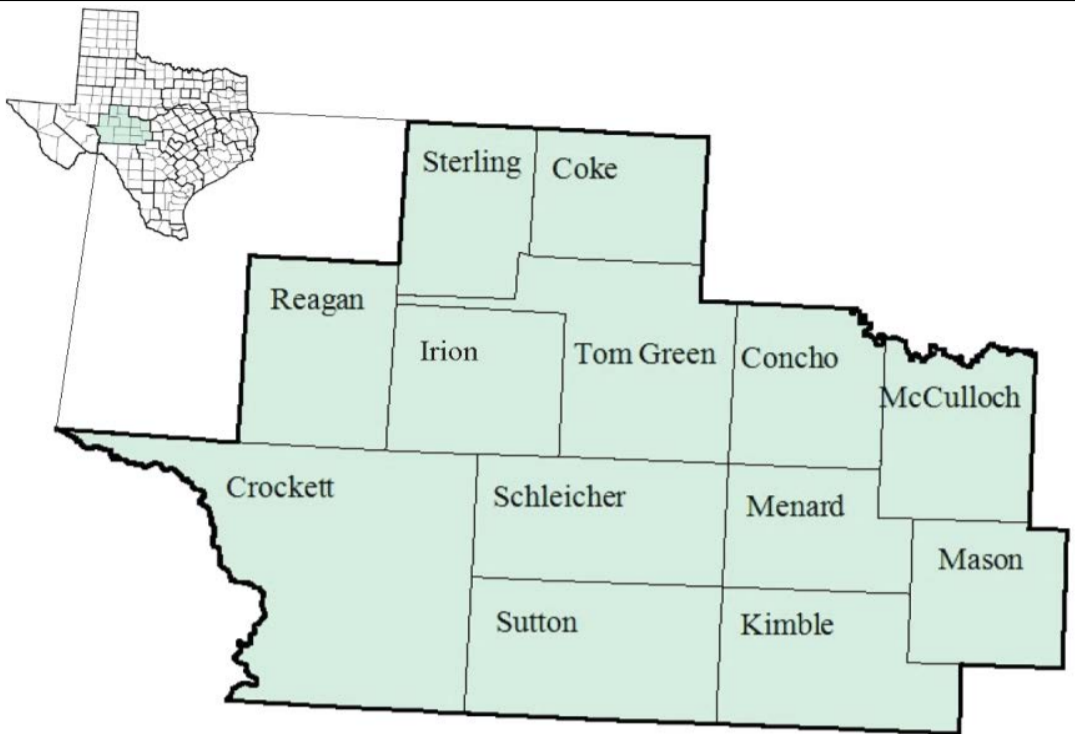 Sterling
Coke
Reagan
Irion
Tom Green
Concho
McCulloch
Crockett
Schleicher
Menard
Mason
Sutton
Kimble